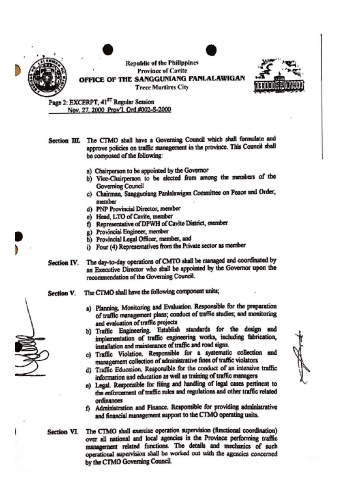 Republic of the Philippines
Province of Cavite
OFFICE OF THE SANGGUNIANG PANLALAWIGAN
Trece Martires City
Page 2: EXCERPT, 41ST Regular Session
Nov. 27, 2000 Prov'l Ord.#002-S-2000
Section III. The CTMO shall have a Governing Council which shall formulate and
approve policies on traffic management in the province. This Council shall
be composed of the following:
a) Chairman to be appointed by the Governor
b) Vice-Chairperson to be elected from among the members of the
Governing Council
c) Chairman, Sangguniang Panlalawigan Committee on Peace and Order,
member
d) PNP Provincial Director, member
e) Head, LTO of Cavite, member
f) Representative of DPWH of Cavite District, member
g) Provincial Engineer, member
h) Provincial Legal Officer, member, and
i) Four (4) Representatives from the Private sector as member
Section IV. The day-to-day operations of CMTO shall be managed and coordinated by
an Executive Director who shall be appointed by the Governor upon the
recommendation of the Governing Council.
Section V. The CTMO shall have the following component units;
a) Planning, Monitoring and Evaluation. Responsible for the preparation
of traffic management plans; conduct of traffic studies; and monitoring
and evaluation of traffic projects
b) Traffic Engineering. Establish standards for the design and
implementation of traffic engineering works, including fabrication,
installation and maintenance of traffic and road signs.
c) Traffic Violation. Responsible for a systematic collection and
management collection of administrative fines of traffic violators
d) Traffic Education. Responsible for the conduct of an intensive traffic
information and education as well as training of traffic managers
e) Legal. Responsible for filing and handling of legal cases pertinent to
the enforcement of traffic rules and regulations and other traffic related
ordinances
f) Administration and Finance. Responsible for providing administrative
and financial management support to the CTMO operating units.
Section VI. The CTMO shall exercise operation supervision (functional coordination)
over all national and local agencies in the Province performing traffic
management related functions. The details and mechanics of such
operational supervision shall be worked out with the agencies concerned
by the CTMO Governing Council.